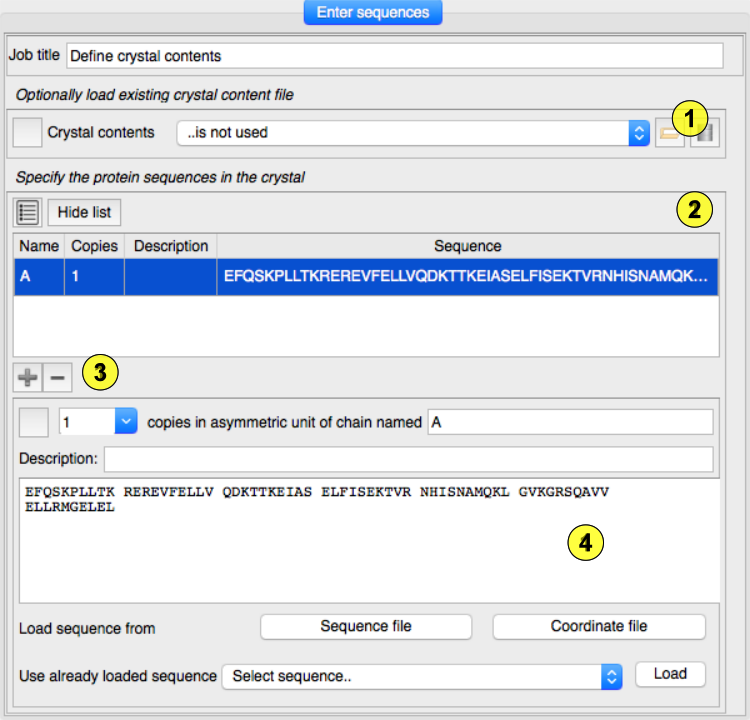 Enter sequences
Job title Define crystal contents
Optionally load existing crystal content file
1
Crystal contents ..is not used
Specify the protein sequences in the crystal
2
Hide list
Name Copies Description Sequence
A 1 EFQSKPLLTKREREVFELLVQDKTTKEIASELFISEKTVRNHISNAMQK...
3
1 copies in asymmetric unit of chain named A
Description:
EFQSKPLLTK REREVFELLV QDKTTKEIAS ELFISEKTVR NHISNAMQKL GVKGRSQAVV
ELLRMGELEL
4
Load sequence from Sequence file Coordinate file
Use already loaded sequence Select sequence.. Load